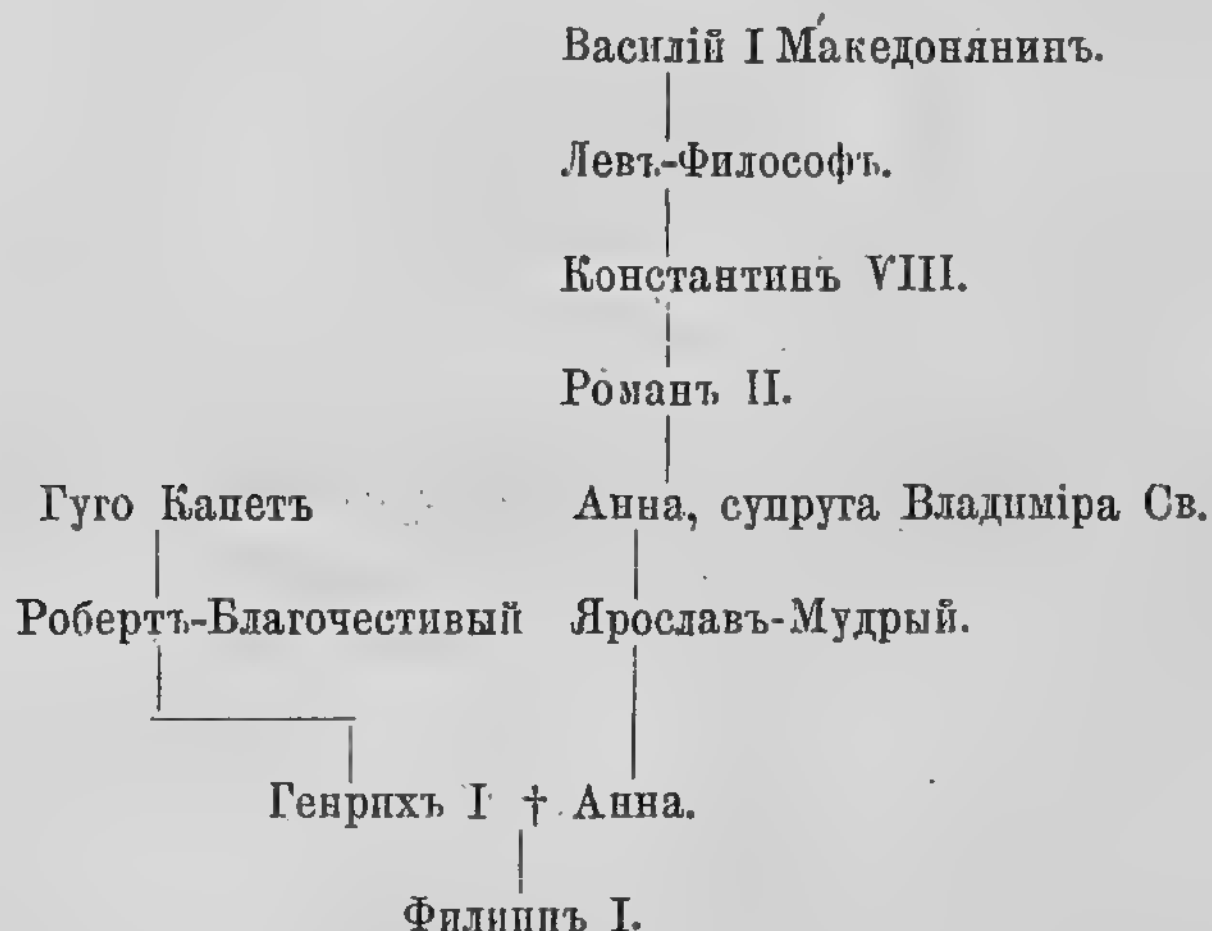 Василій I Македонянинъ.
Левъ-Философъ.
Константинъ VIII.
Романъ II.
Гуго Капетъ Анна, супруга Владиміра Св.
Робертъ-Благочестивый Ярославъ-Мудрый.
Генрихъ I † Анна.
Филиппъ I.